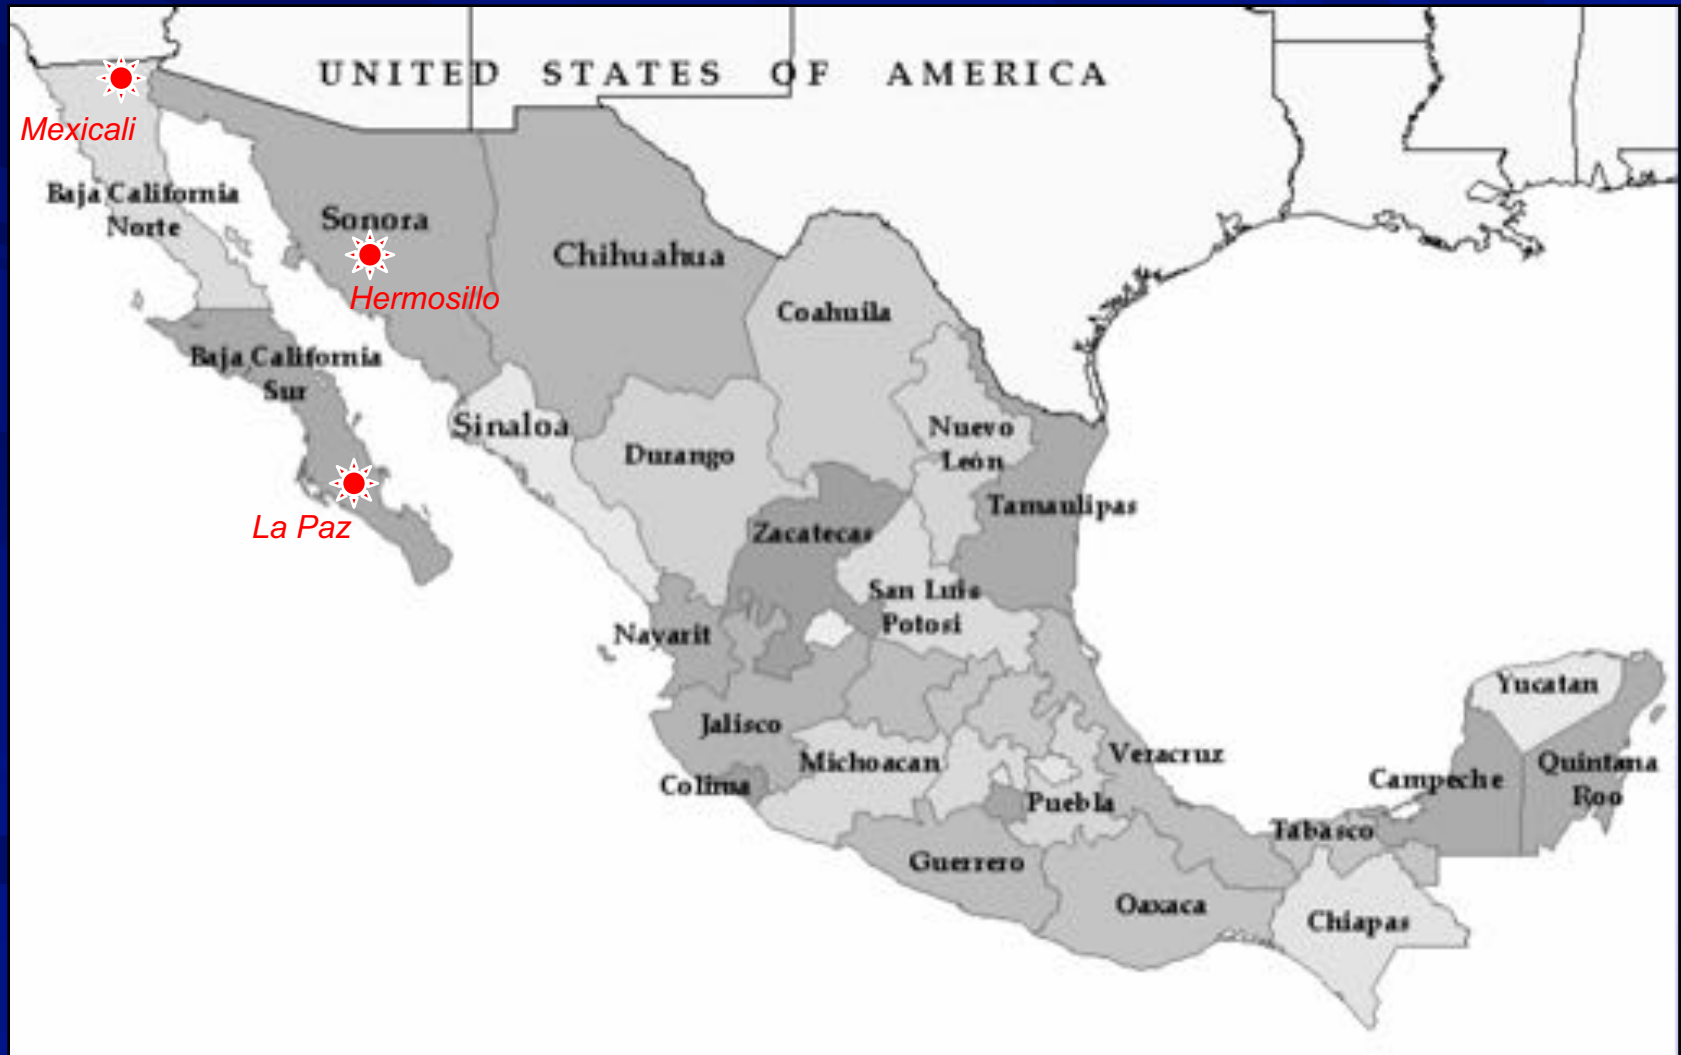 UNITED STATES OF AMERICA
Mexicali
Baja California
Norte
Sonora
Chihuahua
Hermosillo
Coahuila
Baja California
Sur
Sinaloa
Durango
Nuevo
León
Tamaulipas
La Paz
Zacatecas
San Luis
Potosi
Nayarit
Yucatan
Jalisco
Michoacan
Veracruz
Quintana
Roo
Campeche
Colima
Puebla
Tabasco
Guerrero
Oaxaca
Chiapas